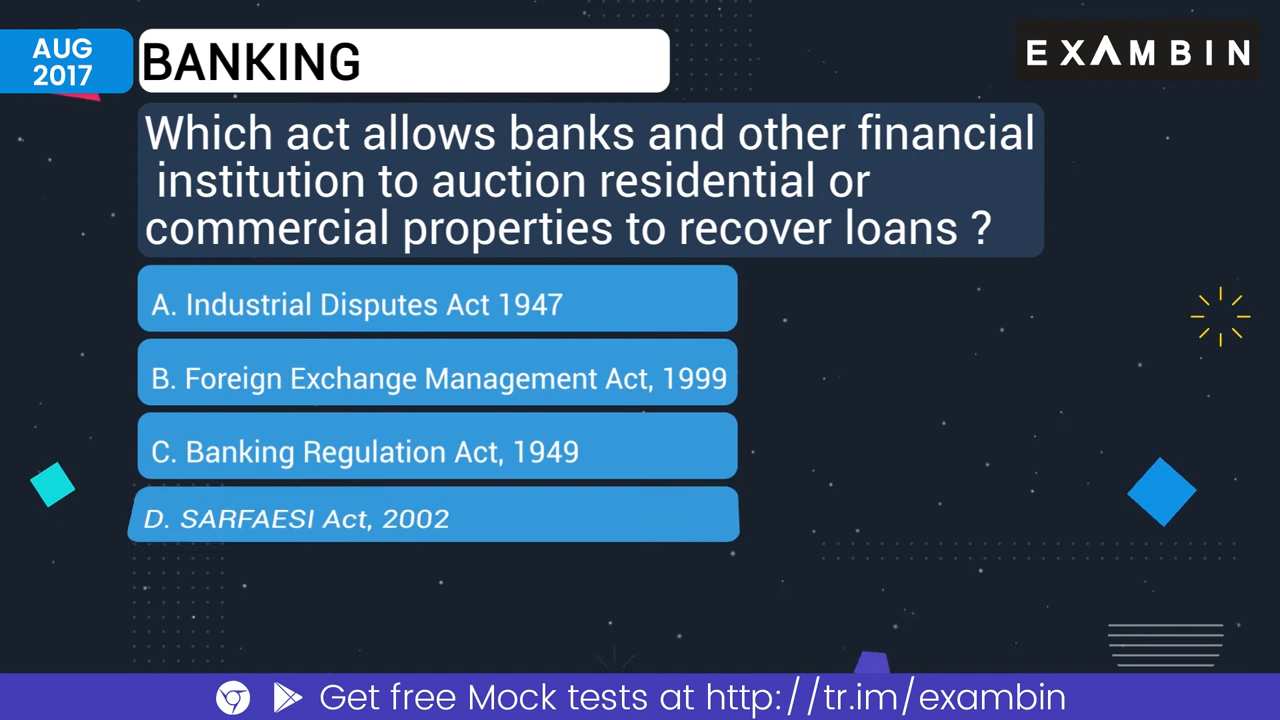 AUG
2017
BANKING
EXAMBIN
Which act allows banks and other financial
institution to auction residential or
commercial properties to recover loans ?
A. Industrial Disputes Act 1947
B. Foreign Exchange Management Act, 1999
C. Banking Regulation Act, 1949
D. SARFAESI Act, 2002
Get free Mock tests at http://tr.im/exambin